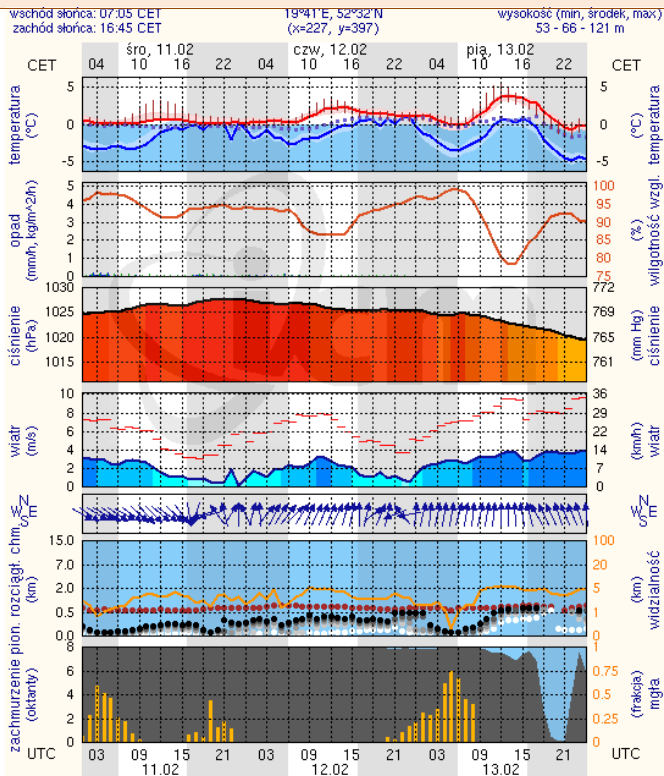 wschód słońca: 07:05 CET 19°41'E, 52°32'N wysokość (min, środek, max)
zachód słońca: 16:45 CET (x=227, y=397) 53 - 66 - 121 m
śro, 11.02 czw, 12.02 pią, 13.02
CET 04 10 16 22 04 10 16 22 04 10 16 22 CET
temperatura
(°C)
5
0
-5
5
0
-5
(°C)
temperatura
opad
(mm/h, kg/m^2/h)
5
4
3
2
1
0
100
95
90
85
80
75
(%)
wilgotność wzgl.
ciśnienie
(hPa)
1030
1025
1020
1015
icm
772
769
765
761
(mm Hg)
ciśnienie
wiatr
(m/s)
10
8
6
4
2
0
36
29
22
14
7
0
(km/h)
wiatr
N
W E
S
N
W E
S
pion. rozciągł. chm.
(km)
15.0
7.0
2.0
0.5
0.0
100
20
5
1
0
(km)
widzialność
zachmurzenie
(oktanty)
8
6
4
2
0
1
0.75
0.5
0.25
0
(frakcja)
mgła
UTC 03 09 15 21 03 09 15 21 03 09 15 21 UTC
11.02 12.02 13.02